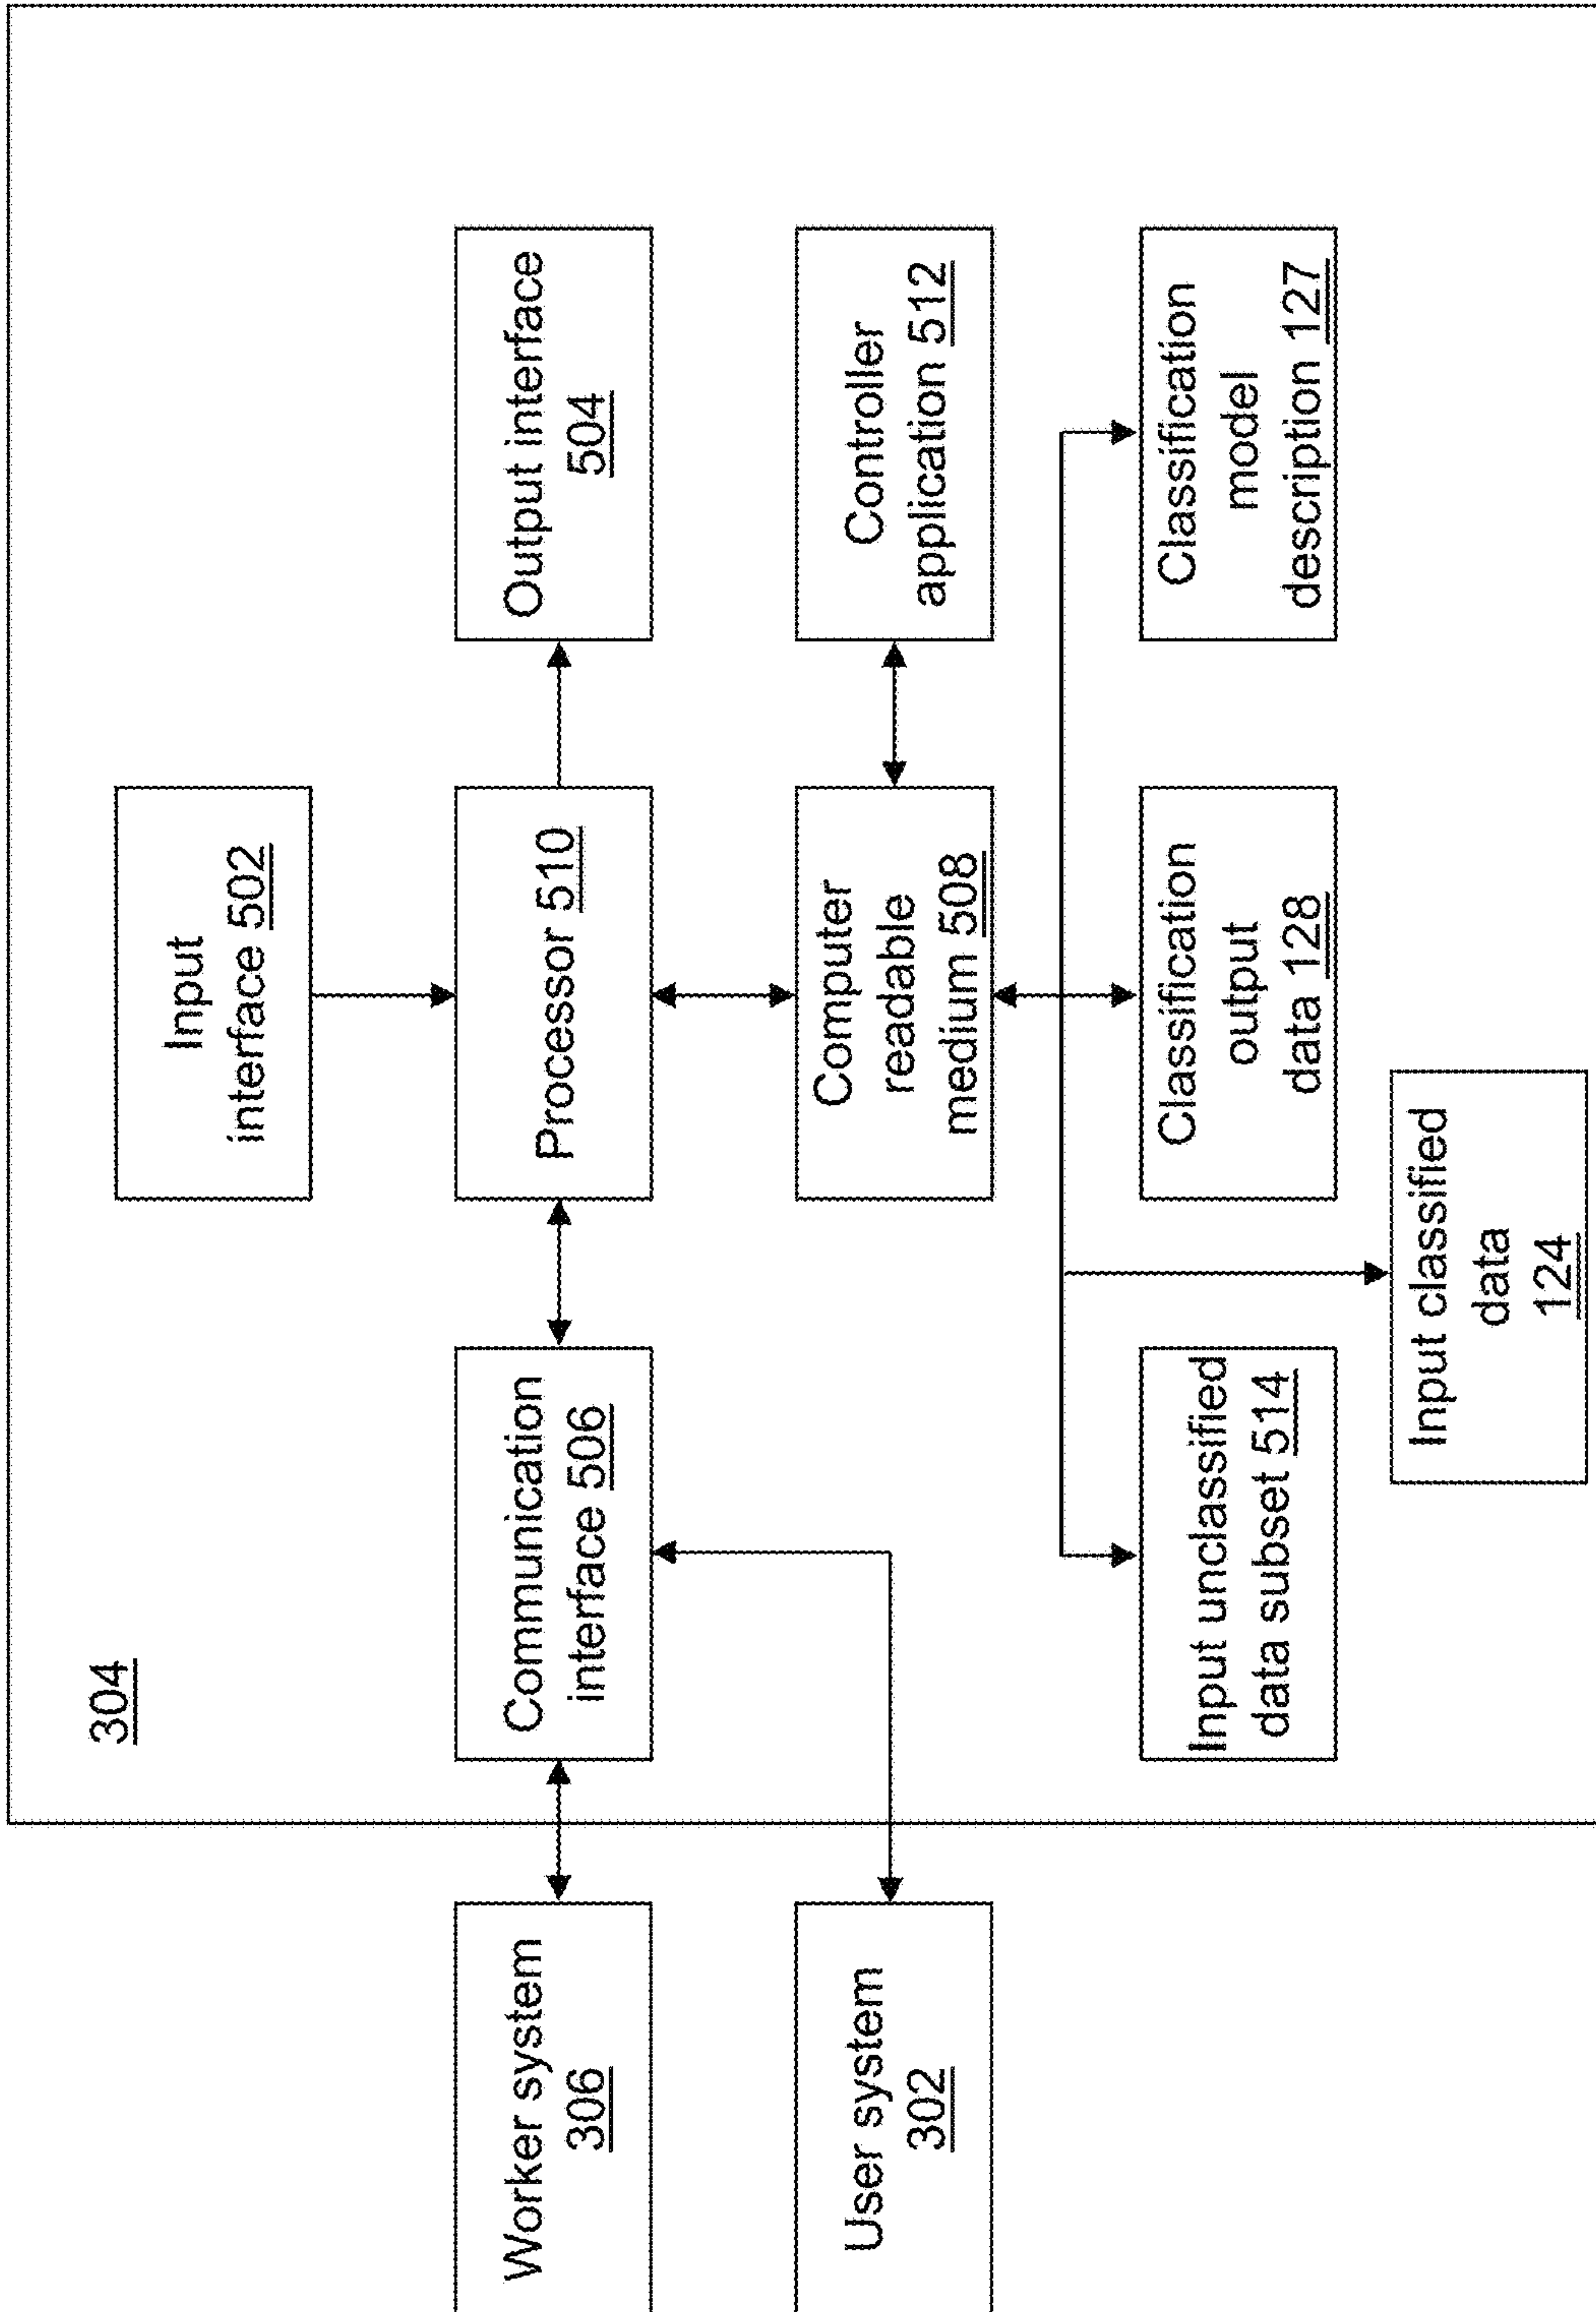 304
Input
interface 502
Worker system
306
Communication
interface 506
Processor 510
Output interface
504
User system
302
Computer
readable
medium 508
Controller
application 512
Input unclassified
data subset 514
Classification
output
data 128
Classification
model
description 127
Input classified
data
124